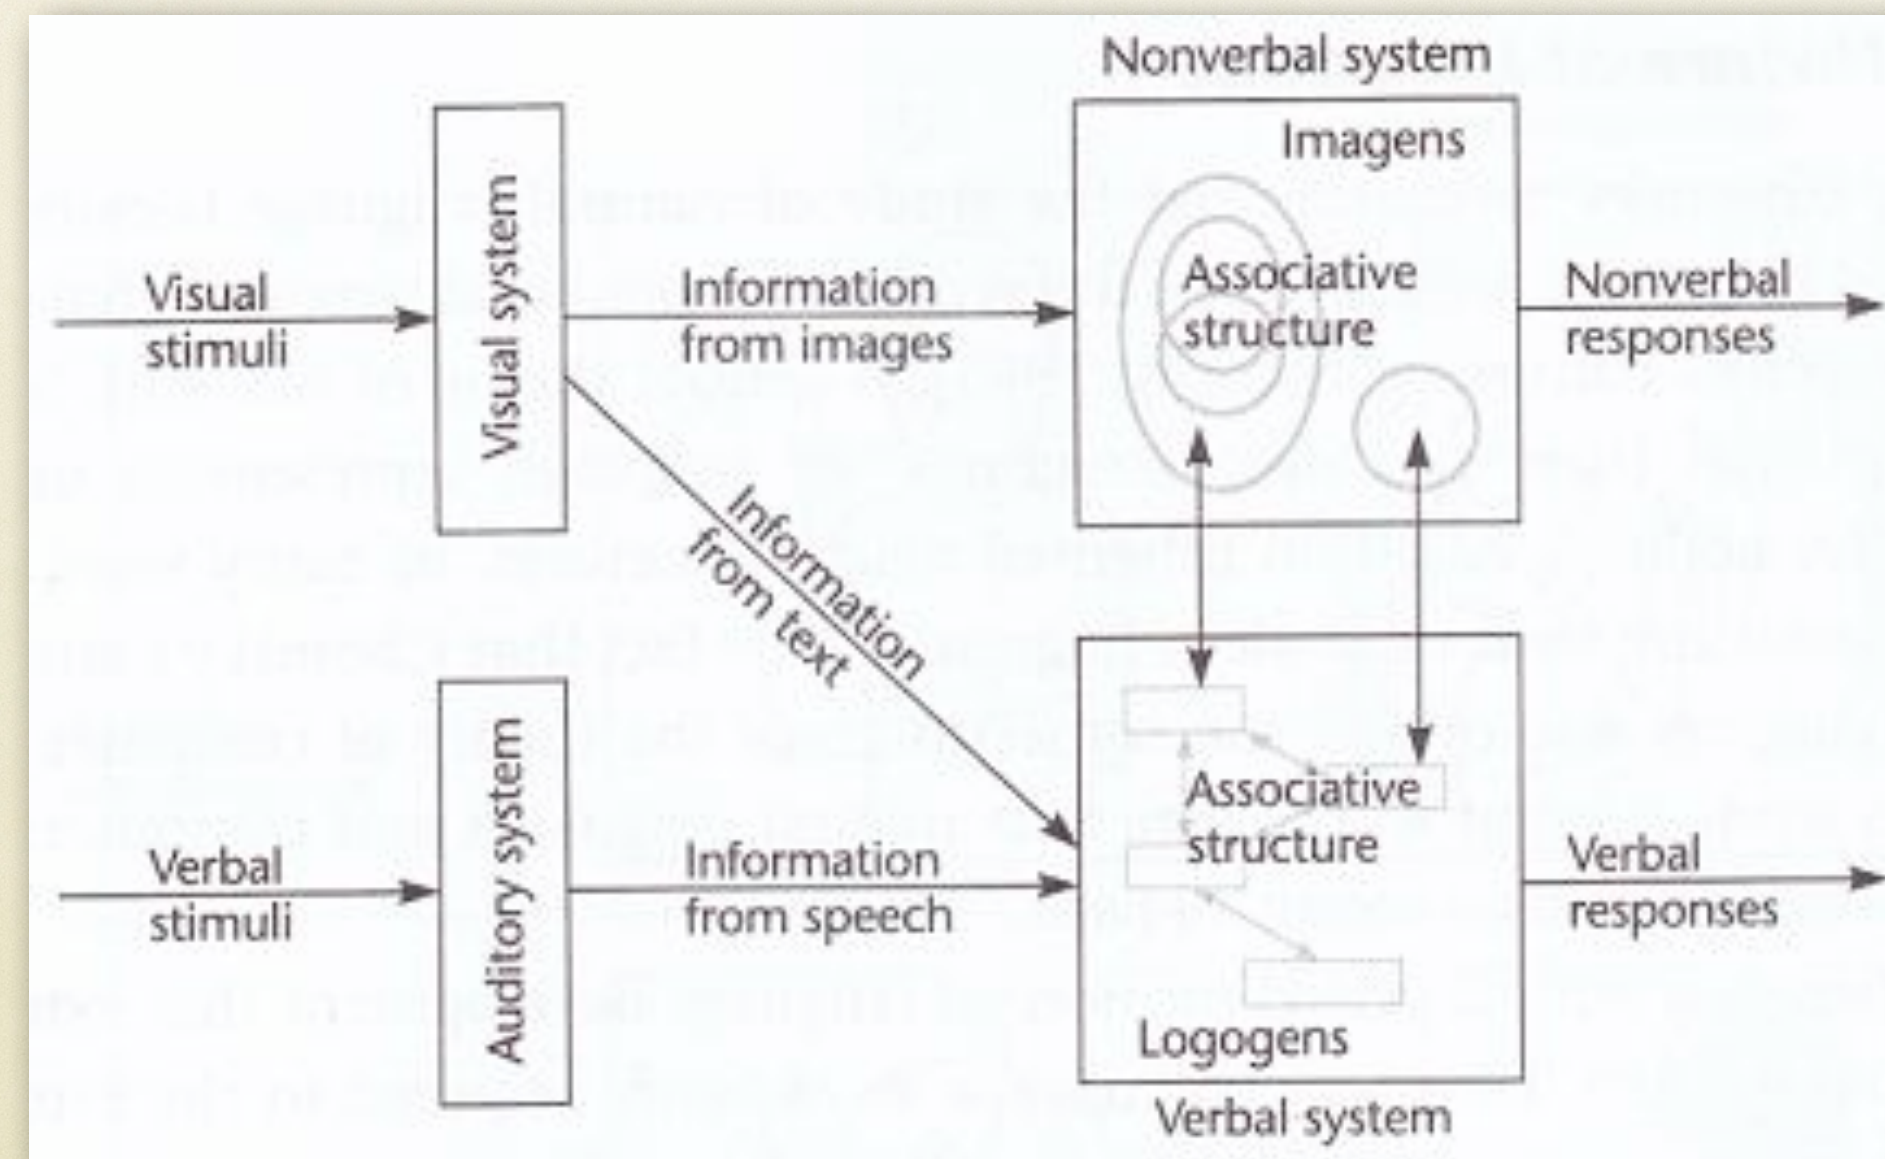 Nonverbal system
Imagens
Visual
stimuli
Visual system
Information
from images
Associative
structure
Nonverbal
responses
Information
from text
Verbal
stimuli
Auditory system
Information
from speech
Associative
structure
Logogens
Verbal
responses
Verbal system